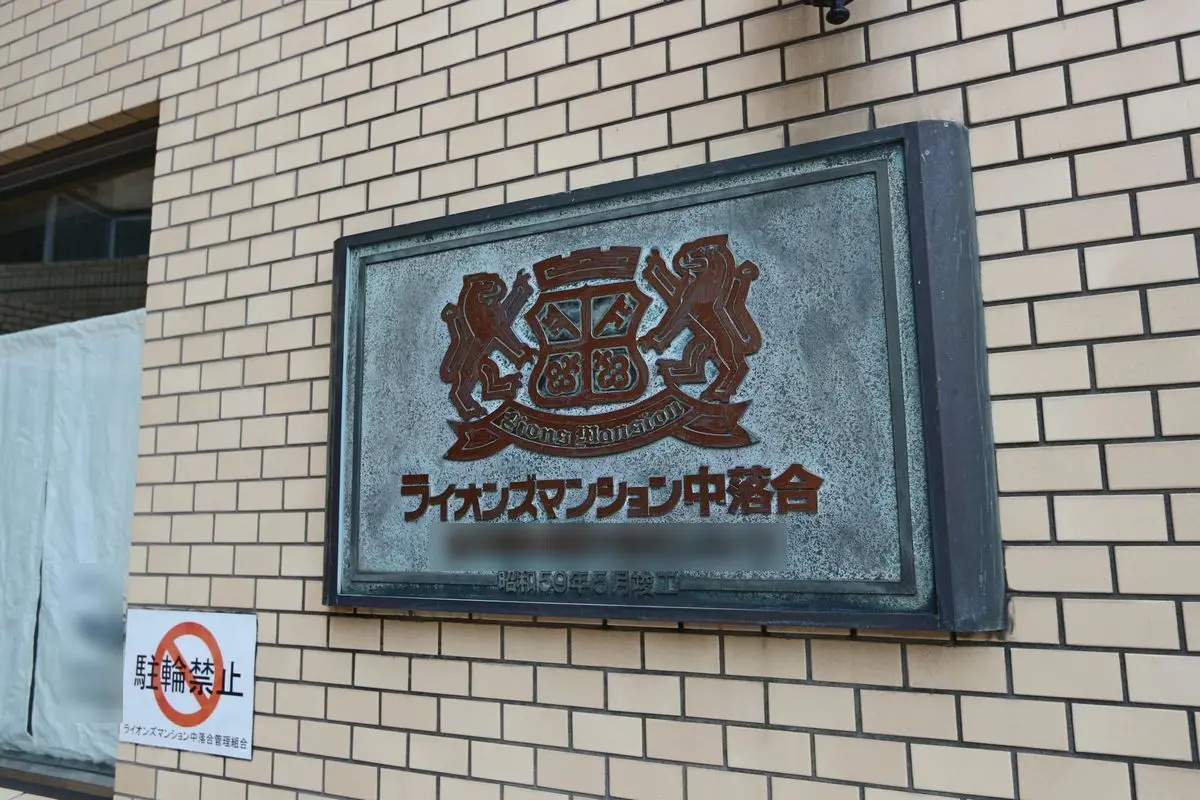 Lions Mansion
ライオンズマンション中落合
昭和59年5月竣工
駐輪禁止
ライオンズマンション中落合管理組合